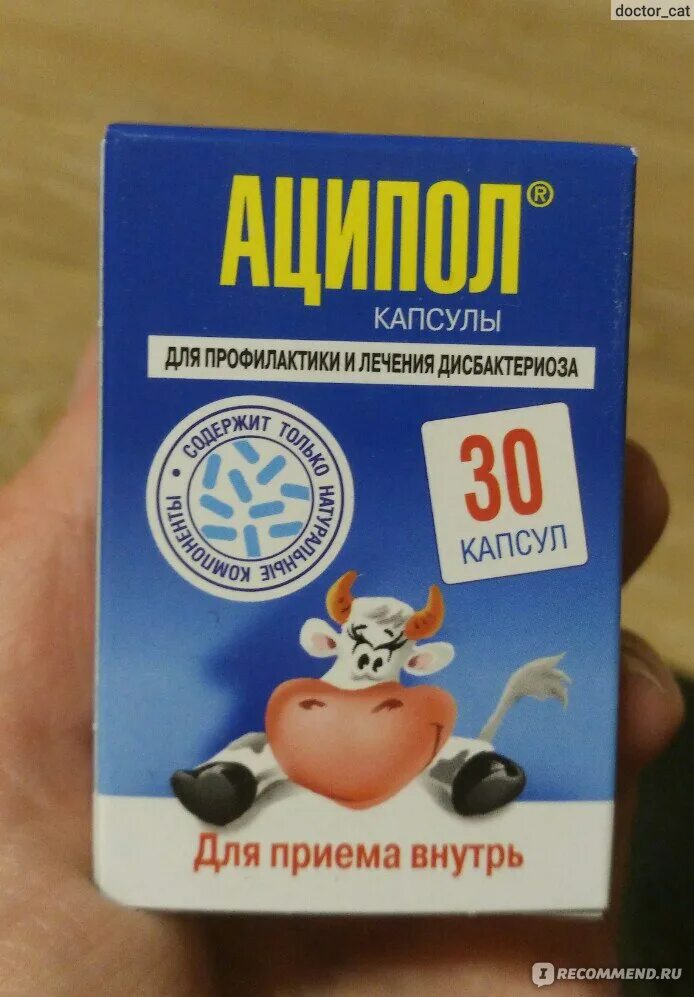 doctor_cat
АЦИПОЛ®
КАПСУЛЫ
ДЛЯ ПРОФИЛАКТИКИ И ЛЕЧЕНИЯ ДИСБАКТЕРИОЗА
• СОДЕРЖИТ ТОЛЬКО НАТУРАЛЬНЫЕ КОМПОНЕНТЫ
30
КАПСУЛ
Для приема внутрь
I RECOMMEND.RU